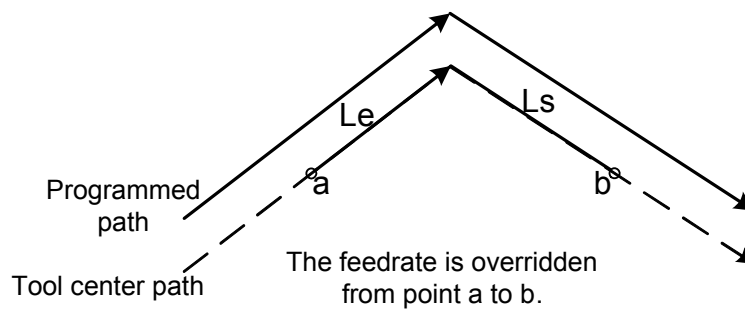 Le
Ls
a
b
Programmed
path
Tool center path
The feedrate is overridden
from point a to b.